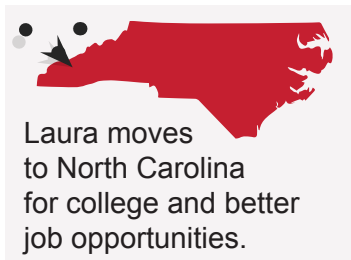 Laura moves
to North Carolina
for college and better
job opportunities.